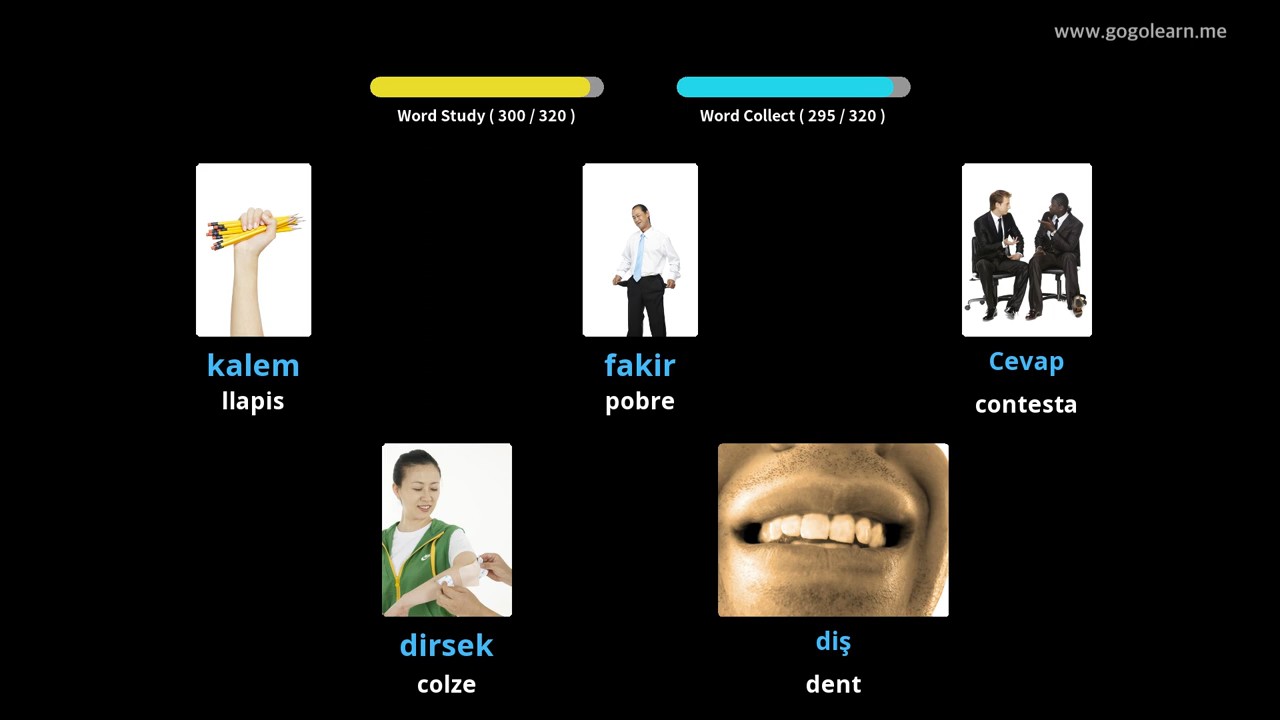 www.gogolearn.me
Word Study ( 300 / 320 )
Word Collect ( 295 / 320 )
kalem
llapis
fakir
pobre
Cevap
contesta
dirsek
colze
diş
dent